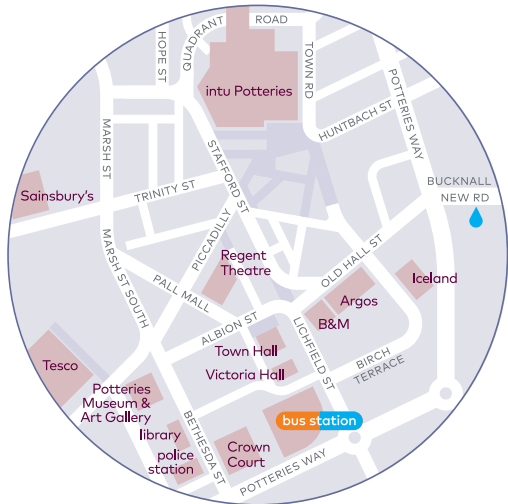 QUADRANT
ROAD
HOPE ST
TOWN RD
intu Potteries
POTTERIES WAY
HUNTBACH ST
MARSH ST
STAFFORD ST
BUCKNALL
NEW RD
Sainsbury's
TRINITY ST
PICCADILLY
OLD HALL ST
Regent
Theatre
Iceland
MARSH ST SOUTH
PALL MALL
Argos
B&M
ALBION ST
LICHFIELD ST
Town Hall
Victoria Hall
BIRCH
TERRACE
Tesco
Potteries
Museum &
Art Gallery
BETHESDA ST
bus station
library
police
station
Crown
Court
POTTERIES WAY